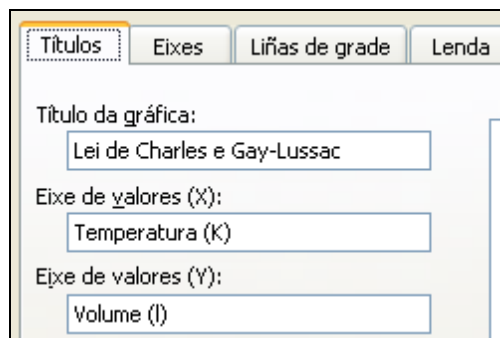 Títulos Eixes Liñas de grade Lenda
Título da gráfica:
Lei de Charles e Gay-Lussac
Eixe de valores (X):
Temperatura (K)
Eixe de valores (Y):
Volume (l)